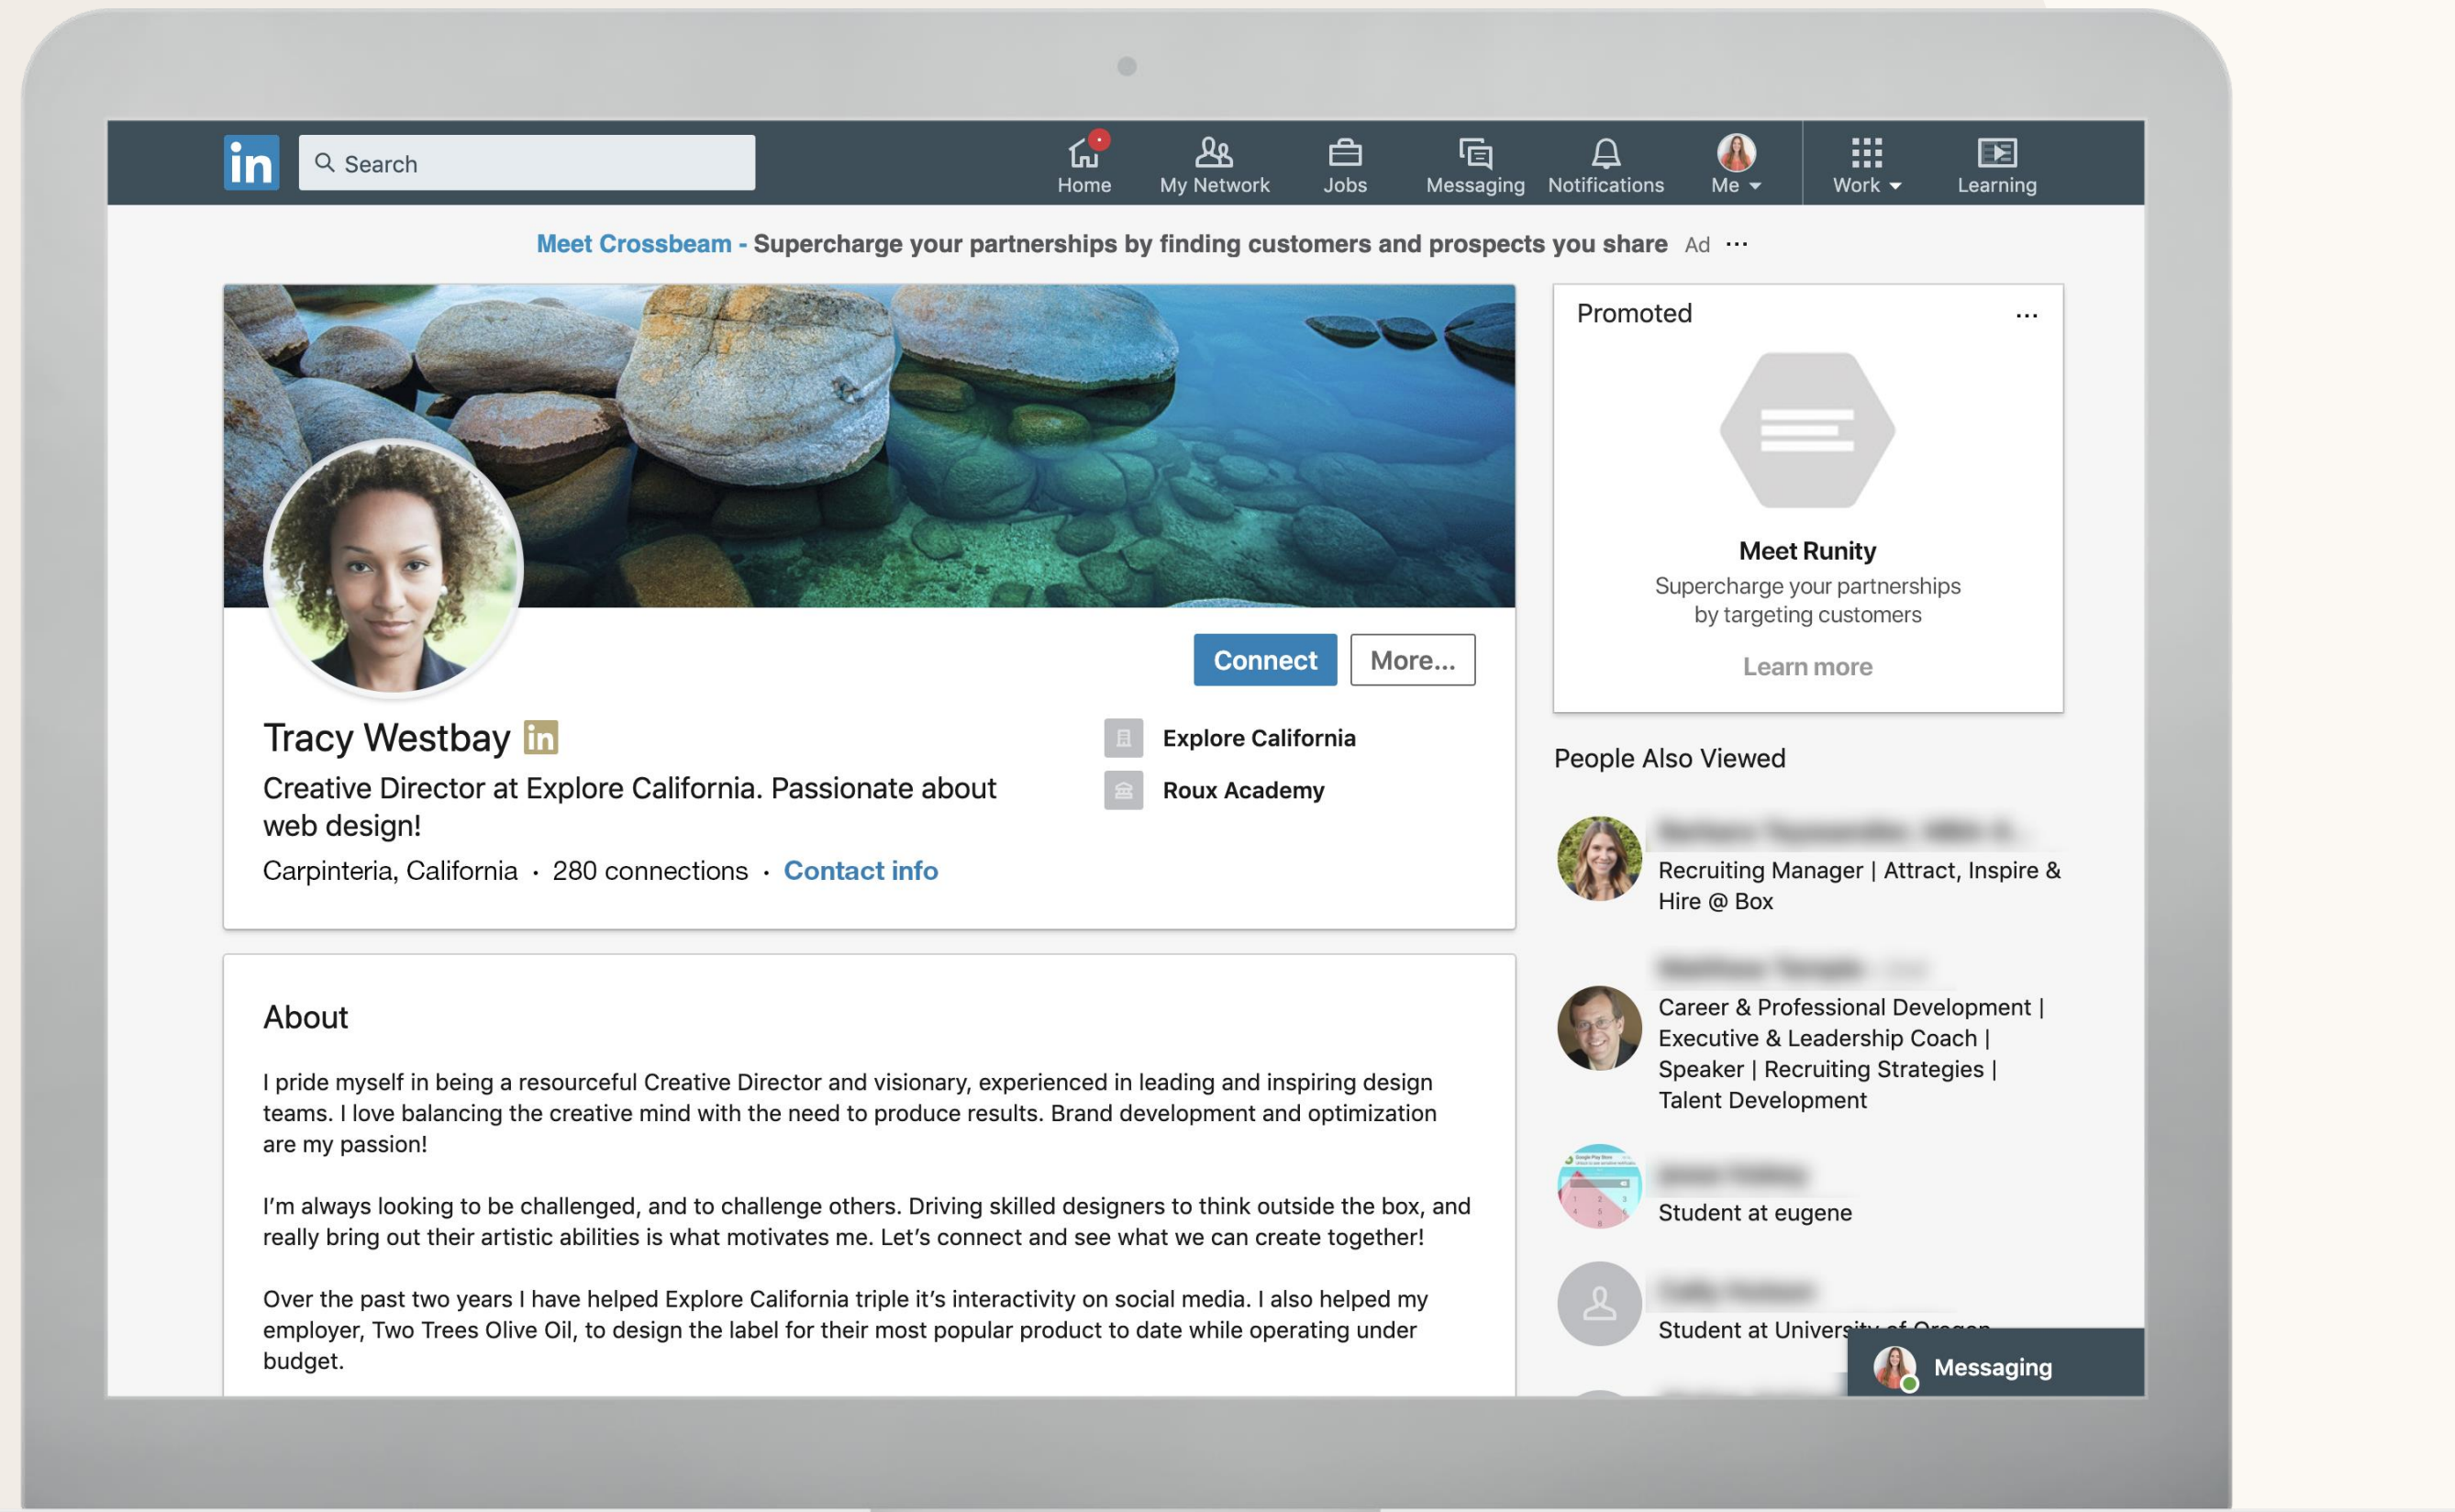 in
Search
Home
My Network
Jobs
Messaging
Notifications
Me
Work
Learning
Meet Crossbeam - Supercharge your partnerships by finding customers and prospects you share Ad ...
Connect
More...
Tracy Westbay in
Creative Director at Explore California. Passionate about
web design!
Carpinteria, California · 280 connections · Contact info
Explore California
Roux Academy
About
I pride myself in being a resourceful Creative Director and visionary, experienced in leading and inspiring design
teams. I love balancing the creative mind with the need to produce results. Brand development and optimization
are my passion!
I’m always looking to be challenged, and to challenge others. Driving skilled designers to think outside the box, and
really bring out their artistic abilities is what motivates me. Let’s connect and see what we can create together!
Over the past two years I have helped Explore California triple it’s interactivity on social media. I also helped my
employer, Two Trees Olive Oil, to design the label for their most popular product to date while operating under
budget.
Promoted ...
Meet Runity
Supercharge your partnerships
by targeting customers
Learn more
People Also Viewed
Recruiting Manager | Attract, Inspire &
Hire @ Box
Career & Professional Development |
Executive & Leadership Coach |
Speaker | Recruiting Strategies |
Talent Development
Student at eugene
Student at University of Oregon
Messaging